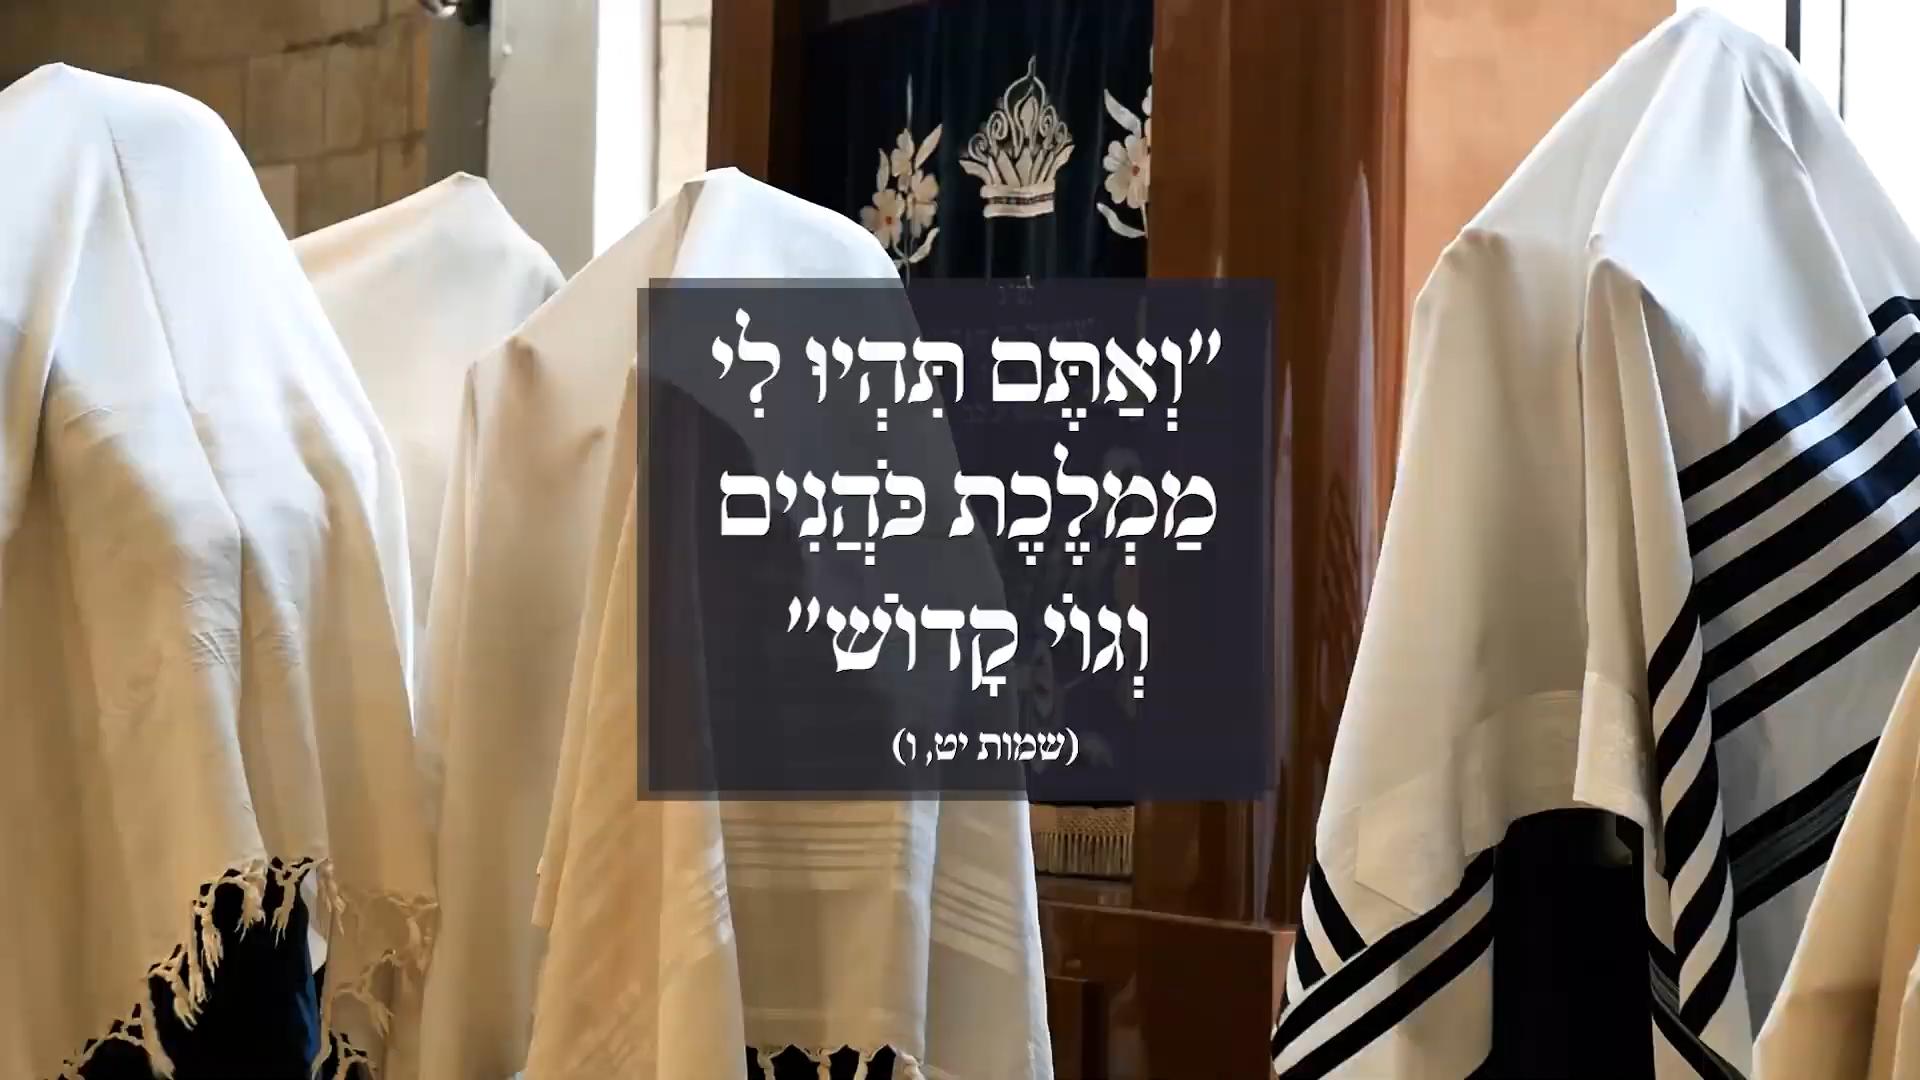 ״וְאַתֶּם תִּהְיוּ לִי
מַמְלֶכֶת כֹּהֲנִים
וְגוֹי קָדוֹשׁ״
(שמות יט, ו)